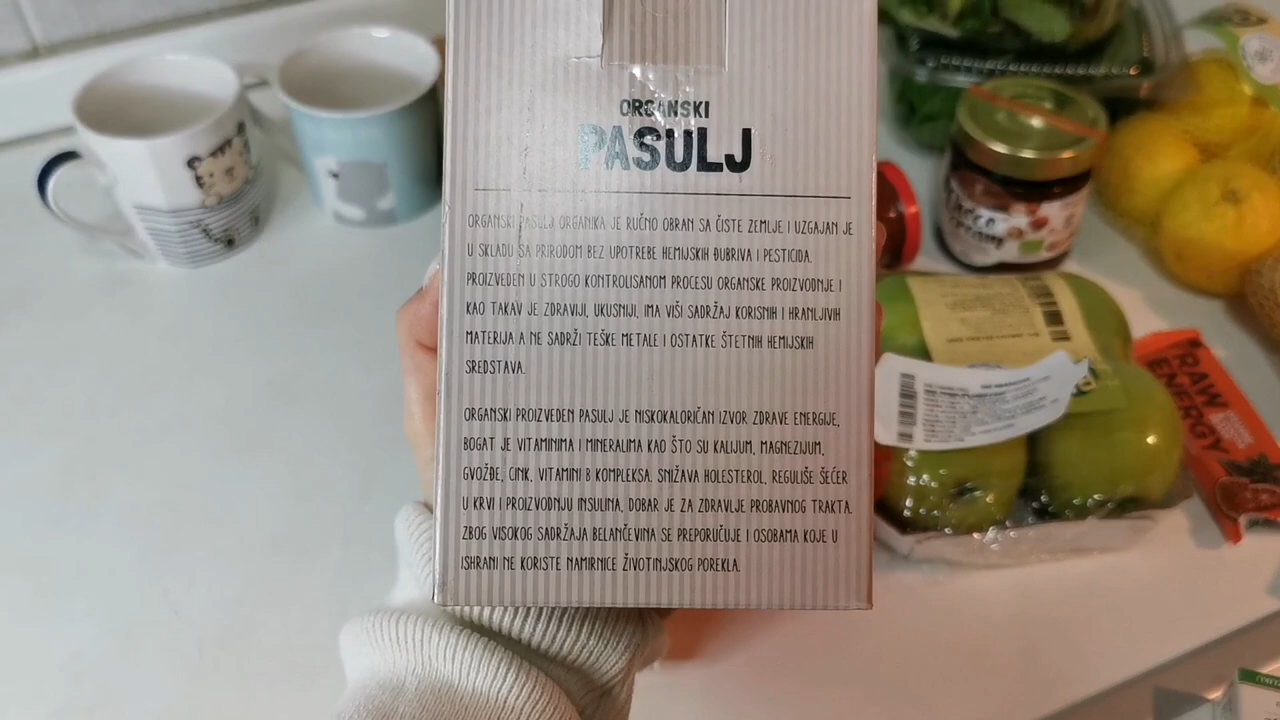 ORGANSKI
PASULJ
ORGANSKI PASULJ ORGANIKA JE RUČNO OBRAN SA ČISTE ZEMLJE I UZGAJAN JE
U SKLADU SA PRIRODOM BEZ UPOTREBE HEMIJSKIH ĐUBRIVA I PESTICIDA.
PROIZVEDEN U STROGO KONTROLISANOM PROCESU ORGANSKE PROIZVODNJE I
KAO TAKAV JE ZDRAVIJI, UKUSNIJI, IMA VIŠI SADRŽAJ KORISNIH I HRANLJIVIH
MATERIJA A NE SADRŽI TEŠKE METALE I OSTATKE ŠTETNIH HEMIJSKIH
SREDSTAVA.
ORGANSKI PROIZVEDEN PASULJ JE NISKOKALORIČAN IZVOR ZDRAVE ENERGIJE,
BOGAT JE VITAMINIMA I MINERALIMA KAO ŠTO SU KALIJUM, MAGNEZIJUM,
GVOŽĐE, CINK, VITAMINI B KOMPLEKSA. SNIŽAVA HOLESTEROL, REGULIŠE ŠEĆER
U KRVI I PROIZVODNJU INSULINA, DOBAR JE ZA ZDRAVLJE PROBAVNOG TRAKTA.
ZBOG VISOKOG SADRŽAJA BELANČEVINA SE PREPORUČUJE I OSOBAMA KOJE U
ISHRANI NE KORISTE NAMIRNICE ŽIVOTINJSKOG POREKLA.
RAW
ENERGY